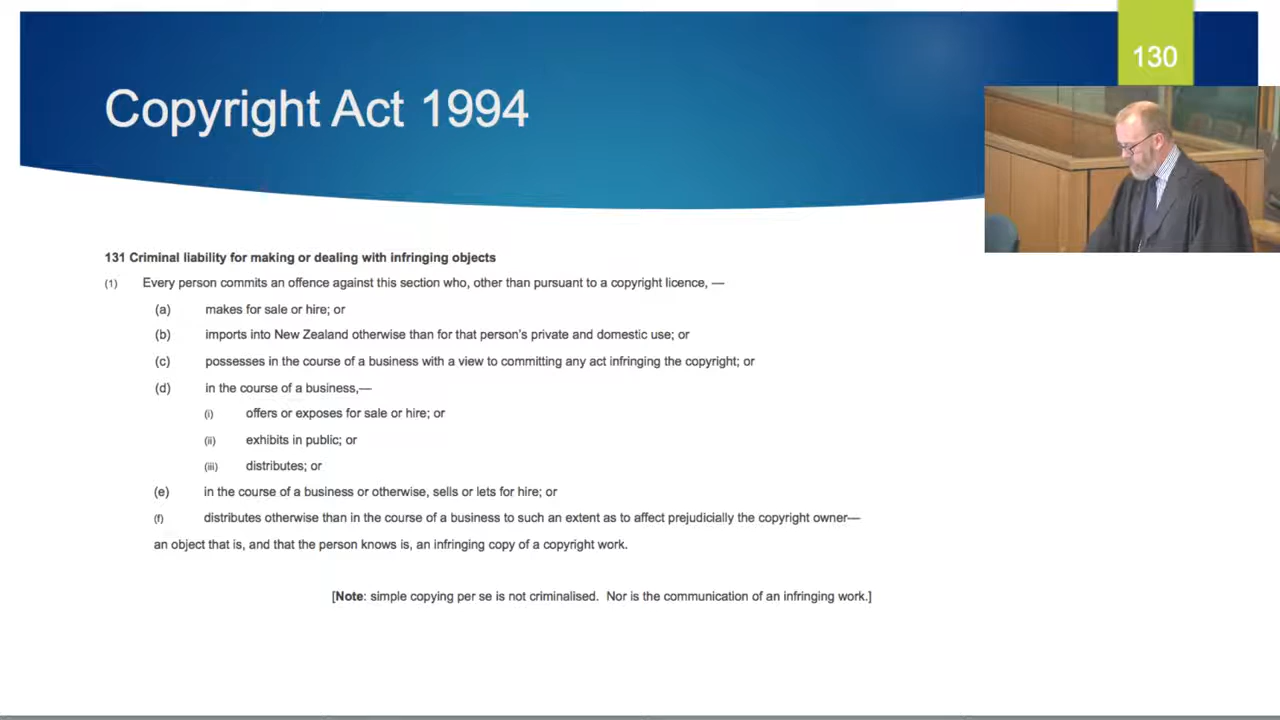 130
Copyright Act 1994
131 Criminal liability for making or dealing with infringing objects
(1) Every person commits an offence against this section who, other than pursuant to a copyright licence, —
(a) makes for sale or hire; or
(b) imports into New Zealand otherwise than for that person's private and domestic use; or
(c) possesses in the course of a business with a view to committing any act infringing the copyright; or
(d) in the course of a business,—
(i) offers or exposes for sale or hire; or
(ii) exhibits in public; or
(iii) distributes; or
(e) in the course of a business or otherwise, sells or lets for hire; or
(f) distributes otherwise than in the course of a business to such an extent as to affect prejudicially the copyright owner—
an object that is, and that the person knows is, an infringing copy of a copyright work.
[Note: simple copying per se is not criminalised. Nor is the communication of an infringing work.]